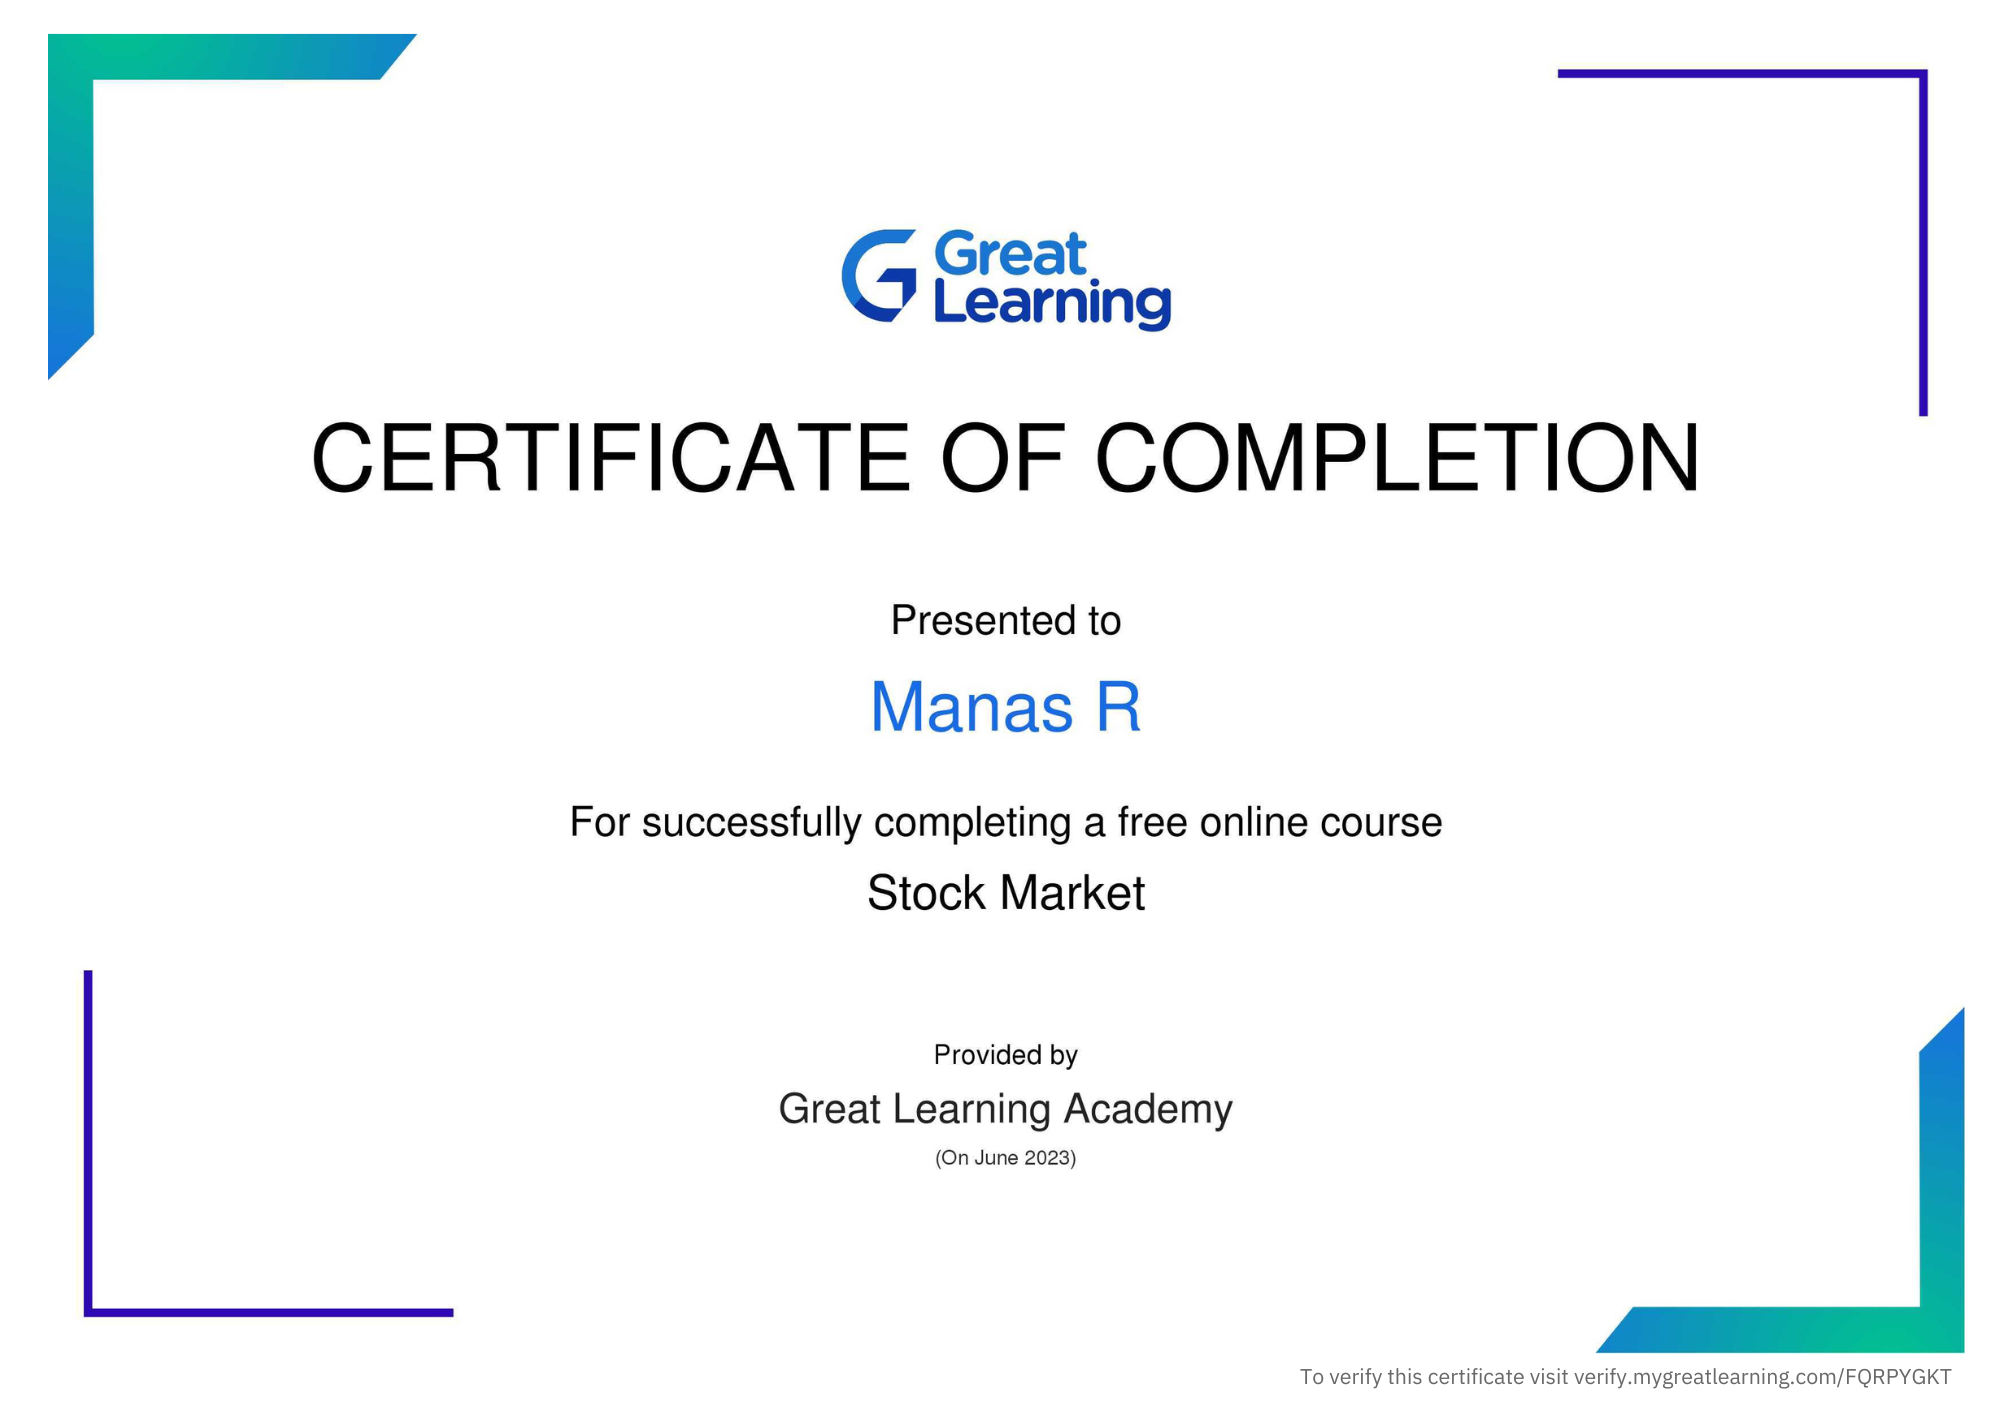 Great
Learning
CERTIFICATE OF COMPLETION
Presented to
Manas R
For successfully completing a free online course
Stock Market
Provided by
Great Learning Academy
(On June 2023)
To verify this certificate visit verify.mygreatlearning.com/FQRPYGKT